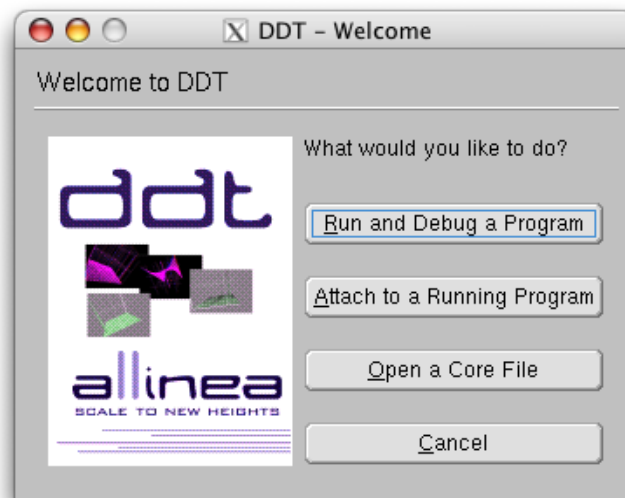 DDT – Welcome
Welcome to DDT
ddt
allinea
SCALE TO NEW HEIGHTS
What would you like to do?
Run and Debug a Program
Attach to a Running Program
Open a Core File
Cancel